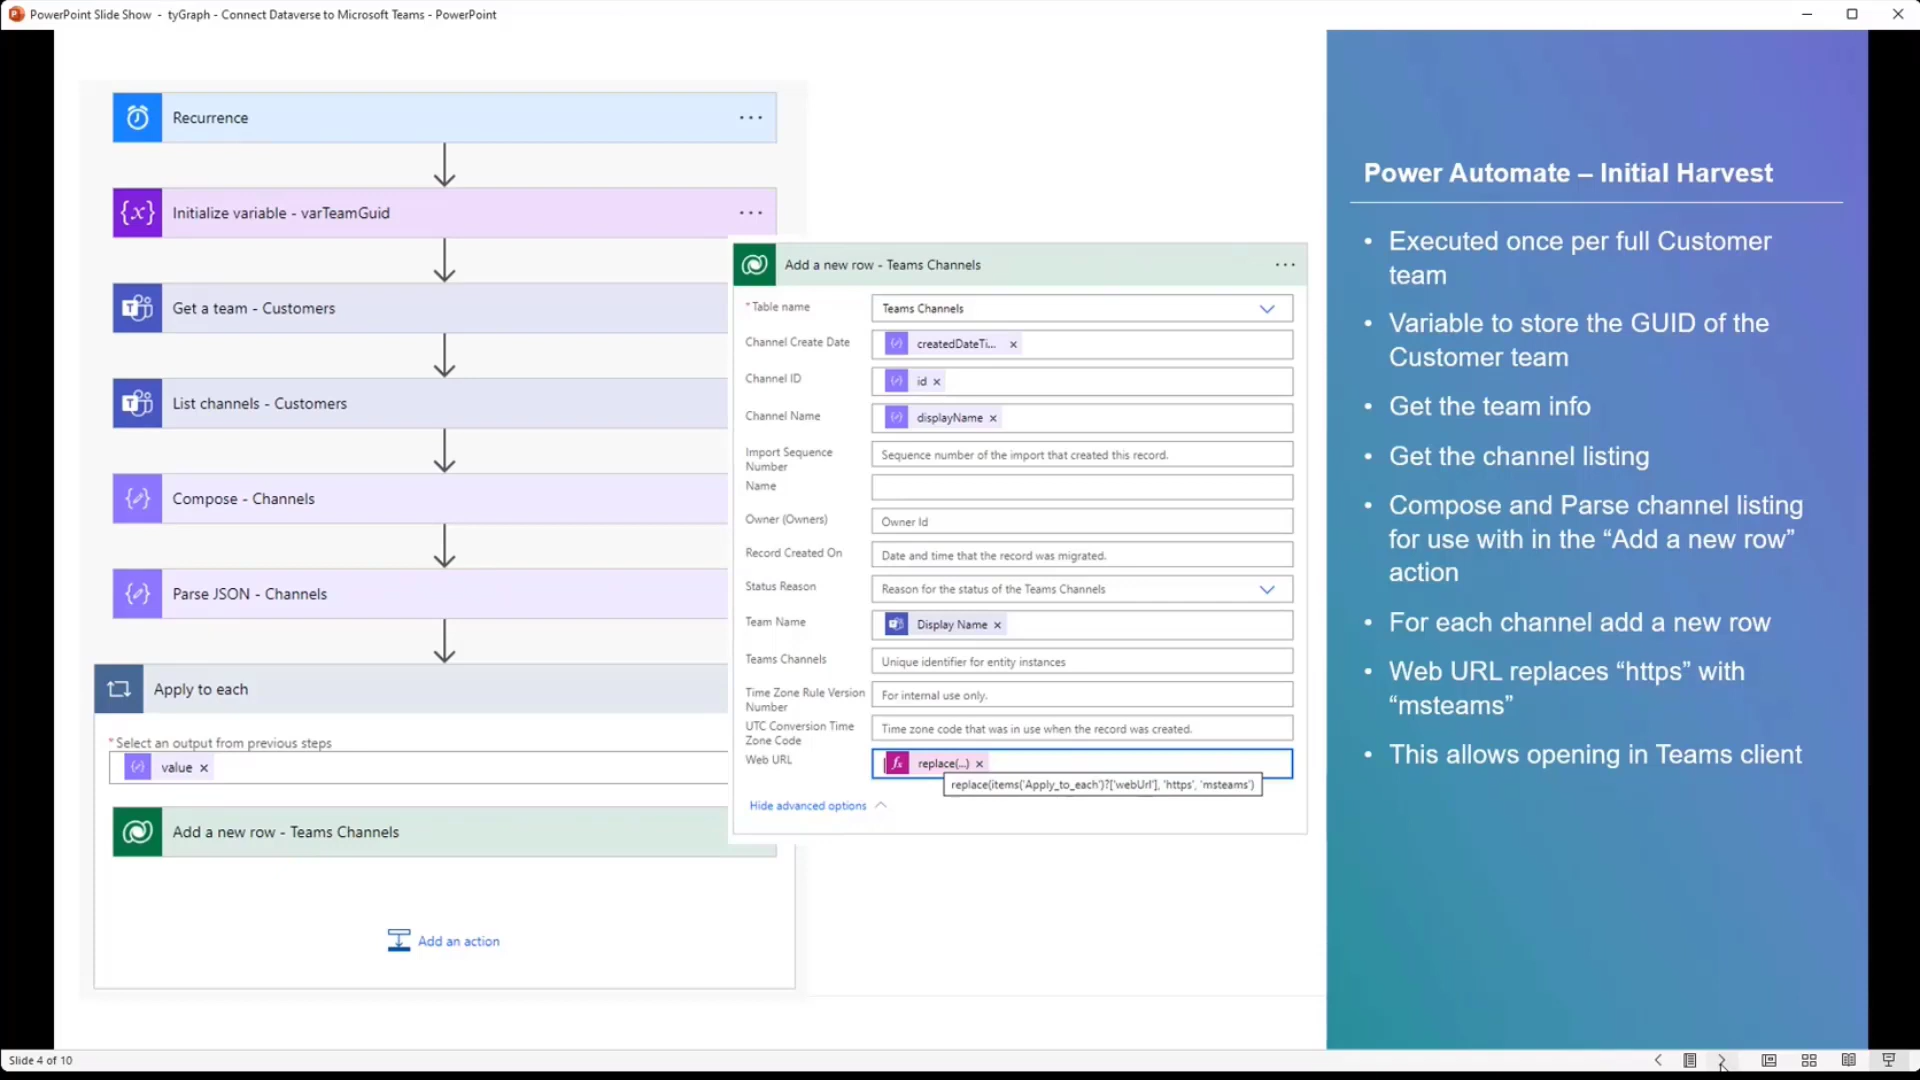 PowerPoint Slide Show - tyGraph - Connect Dataverse to Microsoft Teams - PowerPoint
Recurrence
Initialize variable - varTeamGuid
Get a team - Customers
List channels - Customers
Compose - Channels
Parse JSON - Channels
Apply to each
* Select an output from previous steps
value ×
Add a new row - Teams Channels
Add an action
Add a new row - Teams Channels
* Table name
Teams Channels
Channel Create Date
createdDateTi... ×
Channel ID
id ×
Channel Name
displayName ×
Import Sequence
Number
Sequence number of the import that created this record.
Name
Owner (Owners)
Owner Id
Record Created On
Date and time that the record was migrated.
Status Reason
Reason for the status of the Teams Channels
Team Name
Display Name ×
Teams Channels
Unique identifier for entity instances
Time Zone Rule Version
Number
For internal use only.
UTC Conversion Time
Zone Code
Time zone code that was in use when the record was created.
Web URL
replace(...) ×
replace(items('Apply_to_each')?['webUrl'], 'https', 'msteams')
Hide advanced options
Power Automate – Initial Harvest
• Executed once per full Customer
team
• Variable to store the GUID of the
Customer team
• Get the team info
• Get the channel listing
• Compose and Parse channel listing
for use with in the “Add a new row”
action
• For each channel add a new row
• Web URL replaces “https” with
“msteams”
• This allows opening in Teams client
Slide 4 of 10